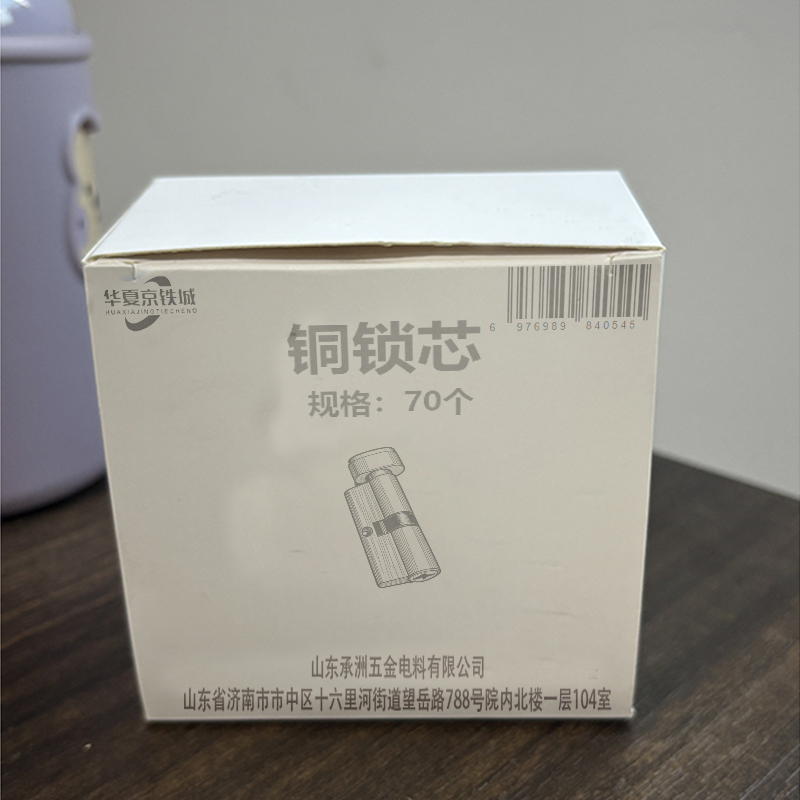 华夏京铁城
HUAXIAJINGTIECHENG
6 976989 840545
铜锁芯
规格：70个
山东承洲五金电料有限公司
山东省济南市市中区十六里河街道望岳路788号院内北楼一层104室